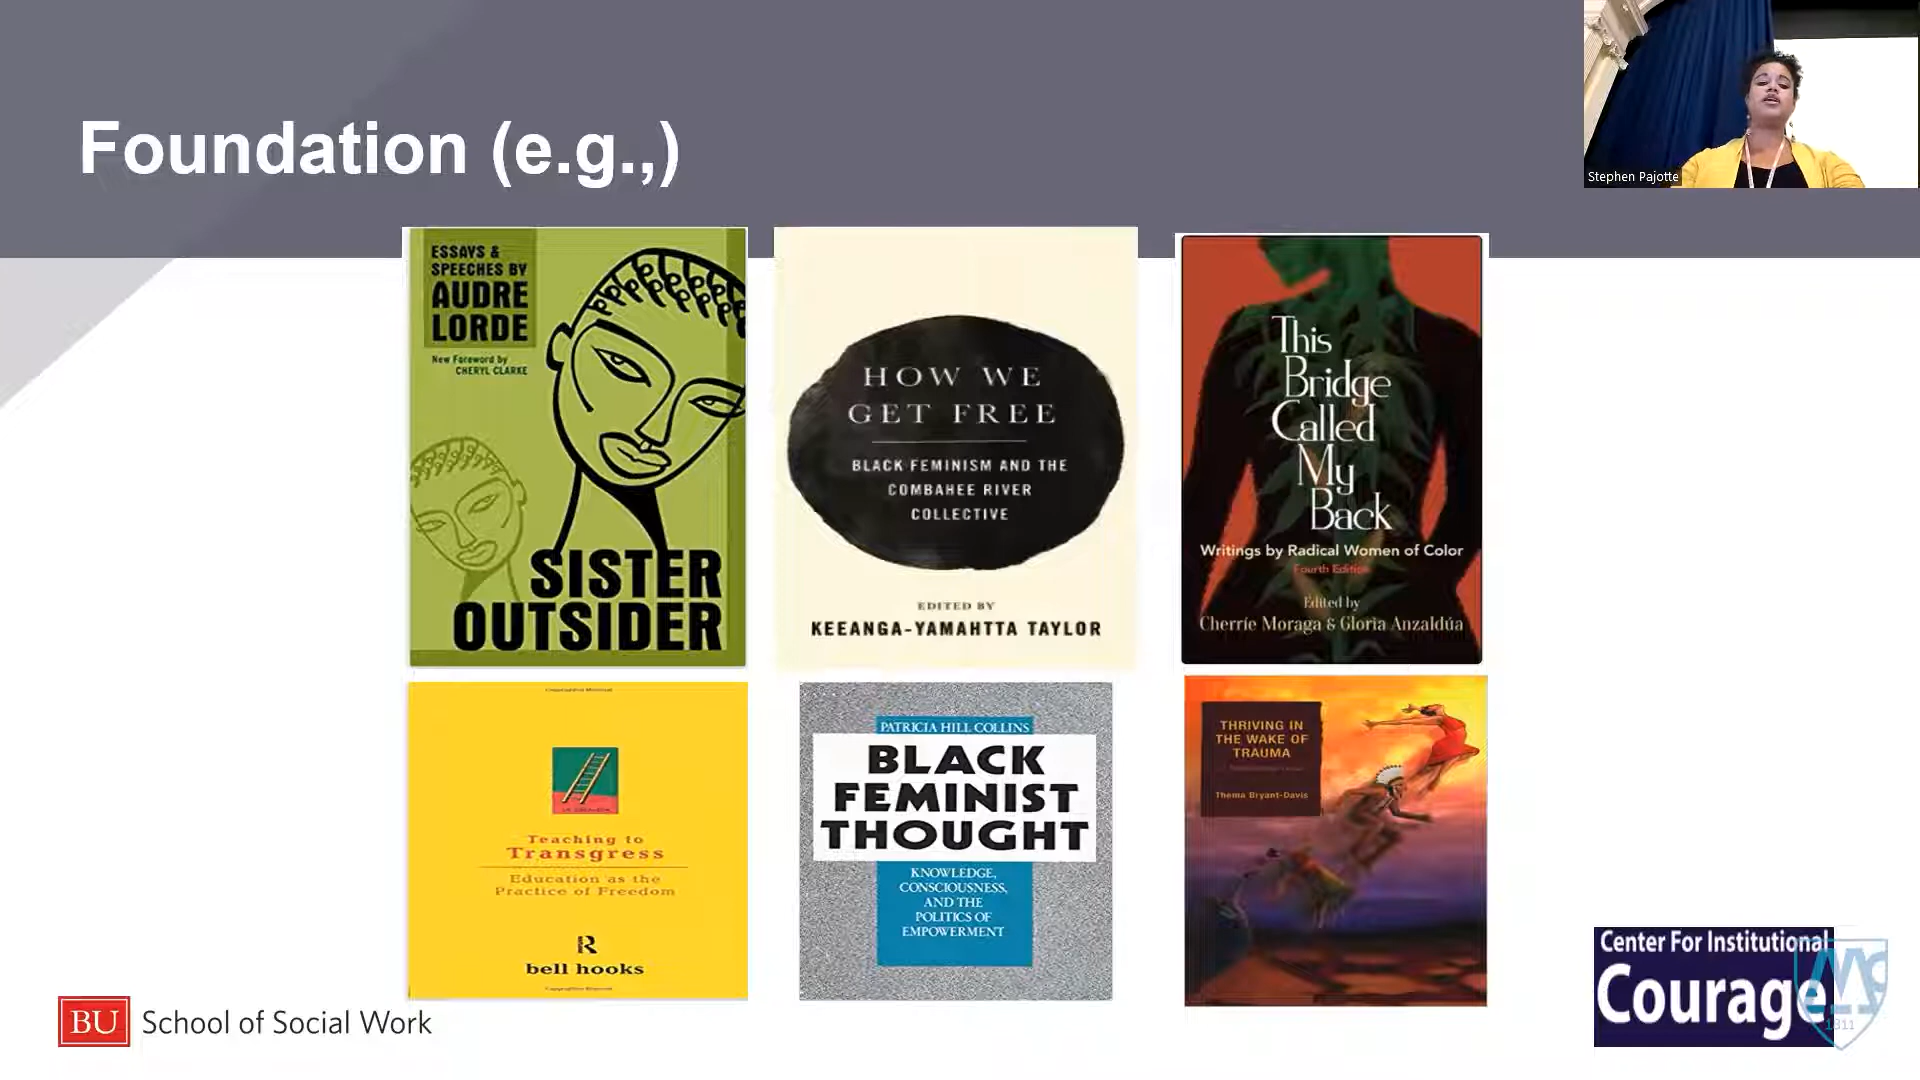 Foundation (e.g.,)
Stephen Pajotte
ESSAYS &
SPEECHES BY
AUDRE
LORDE
New Foreword by
CHERYL CLARKE
SISTER
OUTSIDER
HOW WE
GET FREE
BLACK FEMINISM AND THE
COMBAHEE RIVER
COLLECTIVE
EDITED BY
KEEANGA-YAMAHTTA TAYLOR
This
Bridge
Called
My
Back
Writings by Radical Women of Color
Fourth Edition
Edited by
Cherríe Moraga & Gloria Anzaldúa
Teaching to
Transgress
Education as the
Practice of Freedom
R
bell hooks
PATRICIA HILL COLLINS
BLACK
FEMINIST
THOUGHT
KNOWLEDGE,
CONSCIOUSNESS,
AND THE
POLITICS OF
EMPOWERMENT
THRIVING IN
THE WAKE OF
TRAUMA
Thema Bryant-Davis
BU School of Social Work
Center For Institutional
Courage
1811